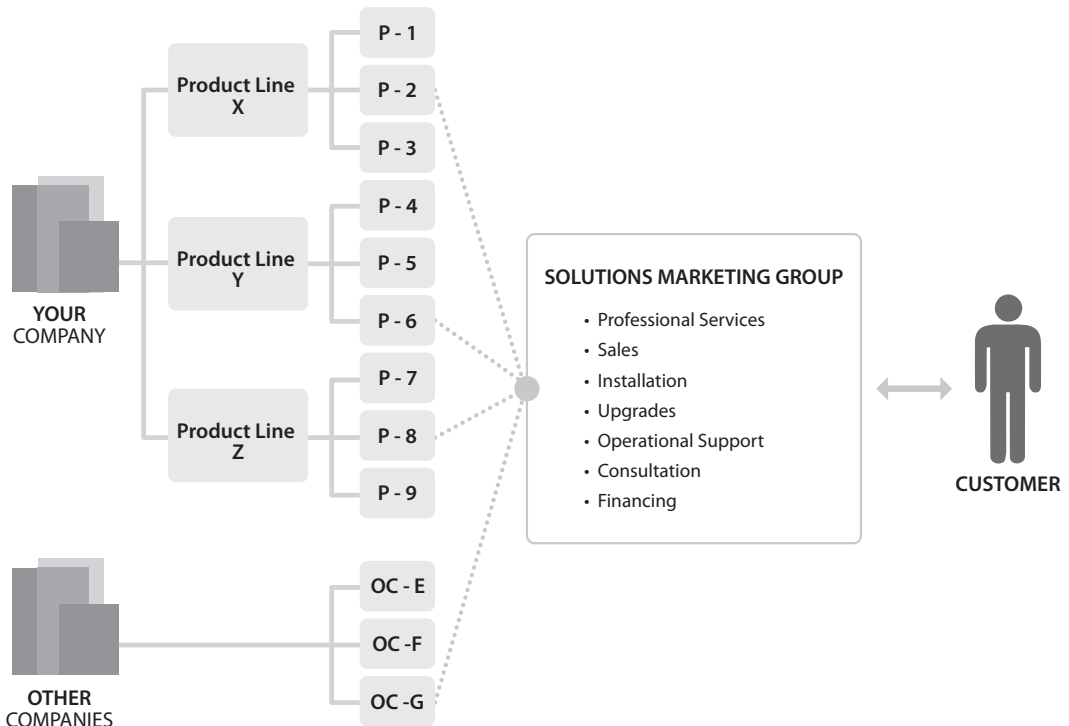 P - 1
Product Line
X
P - 2
P - 3
P - 4
Product Line
Y
P - 5
P - 6
P - 7
Product Line
Z
P - 8
P - 9
YOUR
COMPANY
OC - E
OC -F
OC -G
OTHER
COMPANIES
SOLUTIONS MARKETING GROUP
• Professional Services
• Sales
• Installation
• Upgrades
• Operational Support
• Consultation
• Financing
CUSTOMER